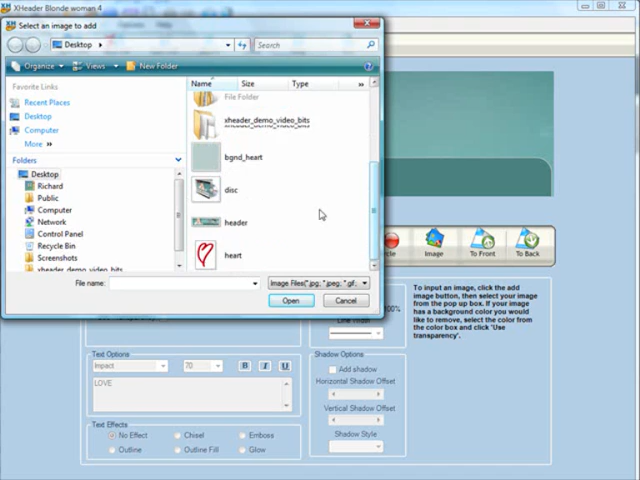 XHeader Blonde woman 4
Select an image to add
Desktop
Search
Organize
Views
New Folder
Favorite Links
Recent Places
Desktop
Computer
More »
Folders
Desktop
Richard
Public
Computer
Network
Control Panel
Recycle Bin
Screenshots
xheader_demo_video_bits
Name
Size
Type
»
File Folder
xheader_demo_video_bits
bgnd_heart
disc
header
heart
File name:
Image Files(*.jpg; *.jpeg; *.gif;
Open
Cancel
Image
To Front
To Back
To input an image, click the add
image button, then select your image
from the pop up box. If your image
has a background color you would
like to remove, select the color from
the color box and click 'Use
transparency'.
100%
Text Options
Impact
70
B
I
U
LOVE
Text Effects
No Effect
Chisel
Emboss
Outline
Outline Fill
Glow
Shadow Options
Add shadow
Horizontal Shadow Offset
Vertical Shadow Offset
Shadow Style